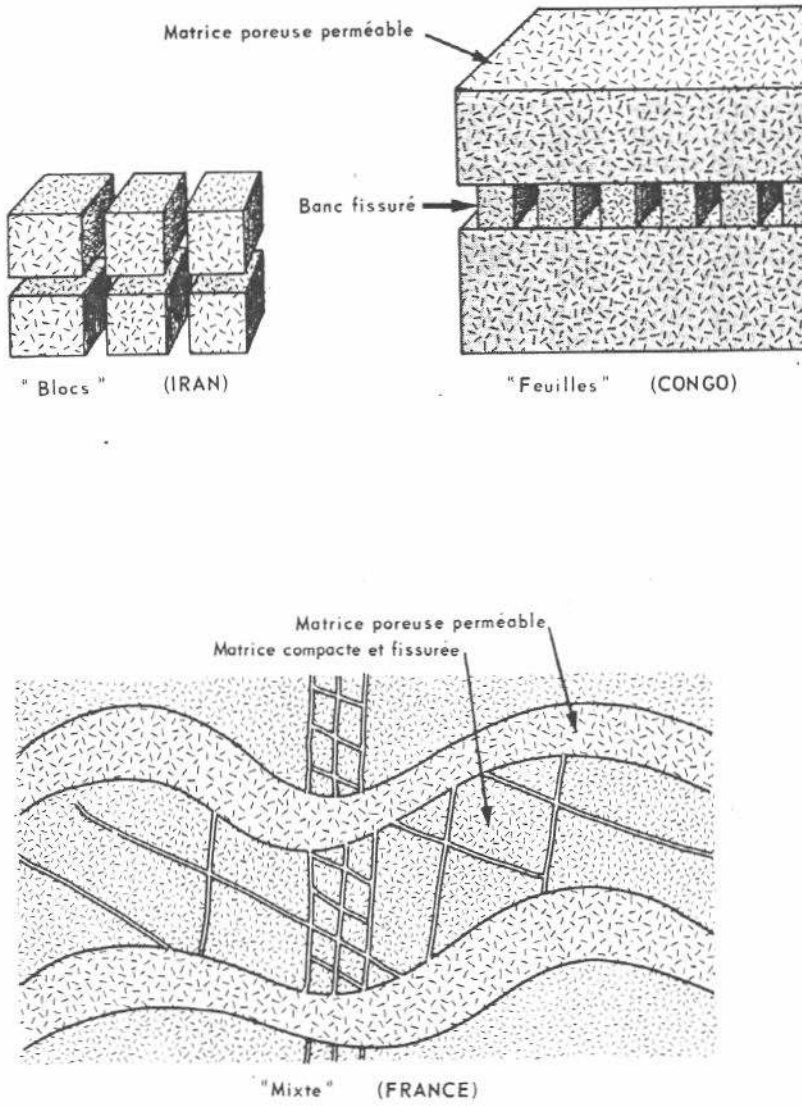 Matrice poreuse perméable
Banc fissuré
"Blocs" (IRAN)
"Feuilles" (CONGO)
Matrice poreuse perméable
Matrice compacte et fissurée
"Mixte" (FRANCE)